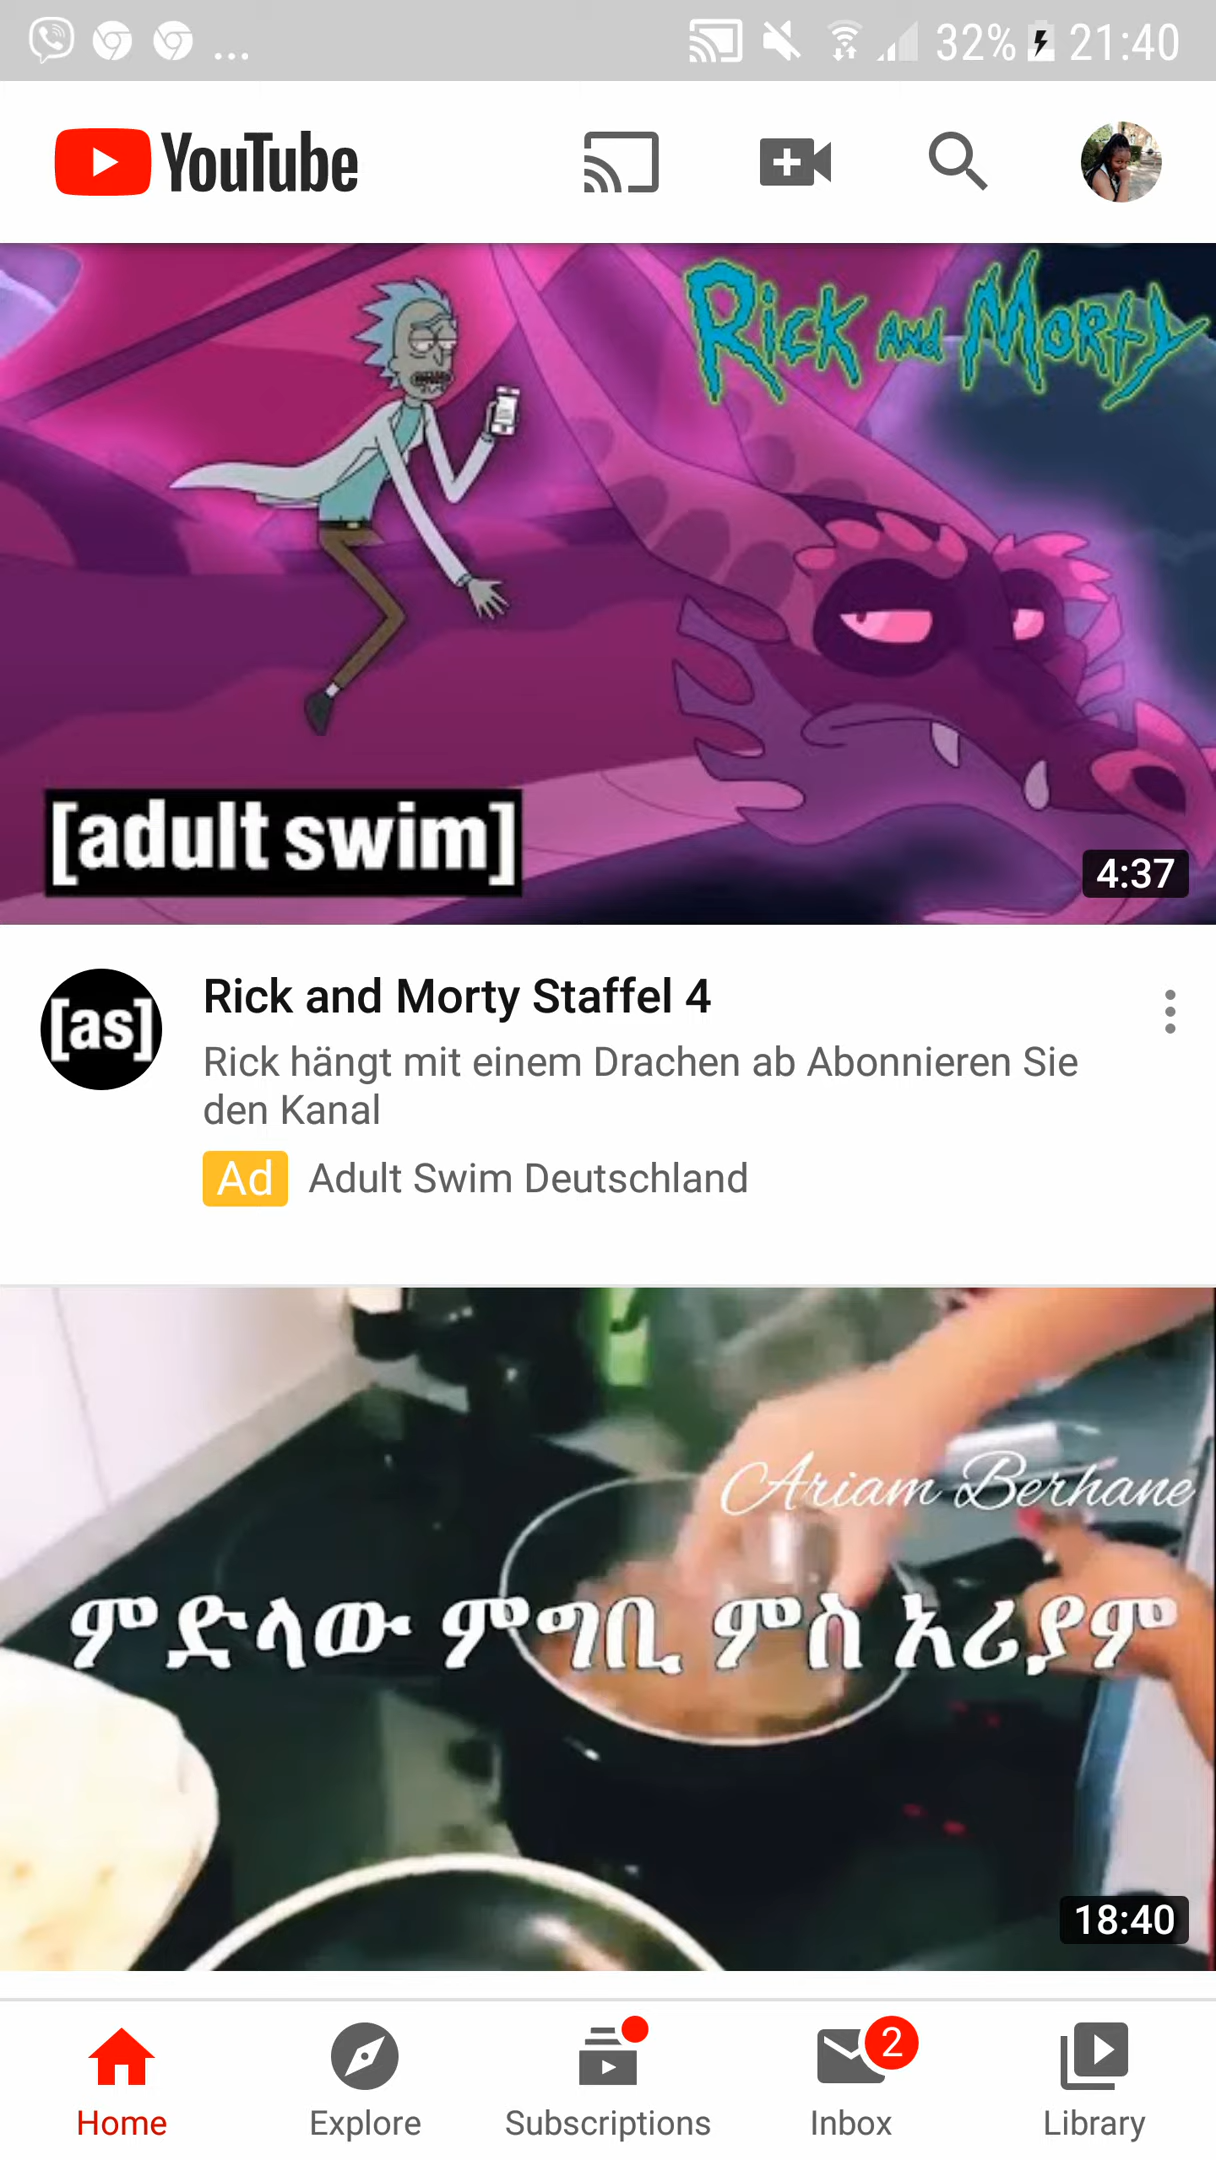 ... 32% 21:40
YouTube
Rick and Morty
[adult swim]
4:37
[as]
Rick and Morty Staffel 4
Rick hängt mit einem Drachen ab Abonnieren Sie
den Kanal
Ad Adult Swim Deutschland
Ariam Berhane
ምድላው ምግቢ ምስ ኣሪያም
18:40
2
Home Explore Subscriptions Inbox Library